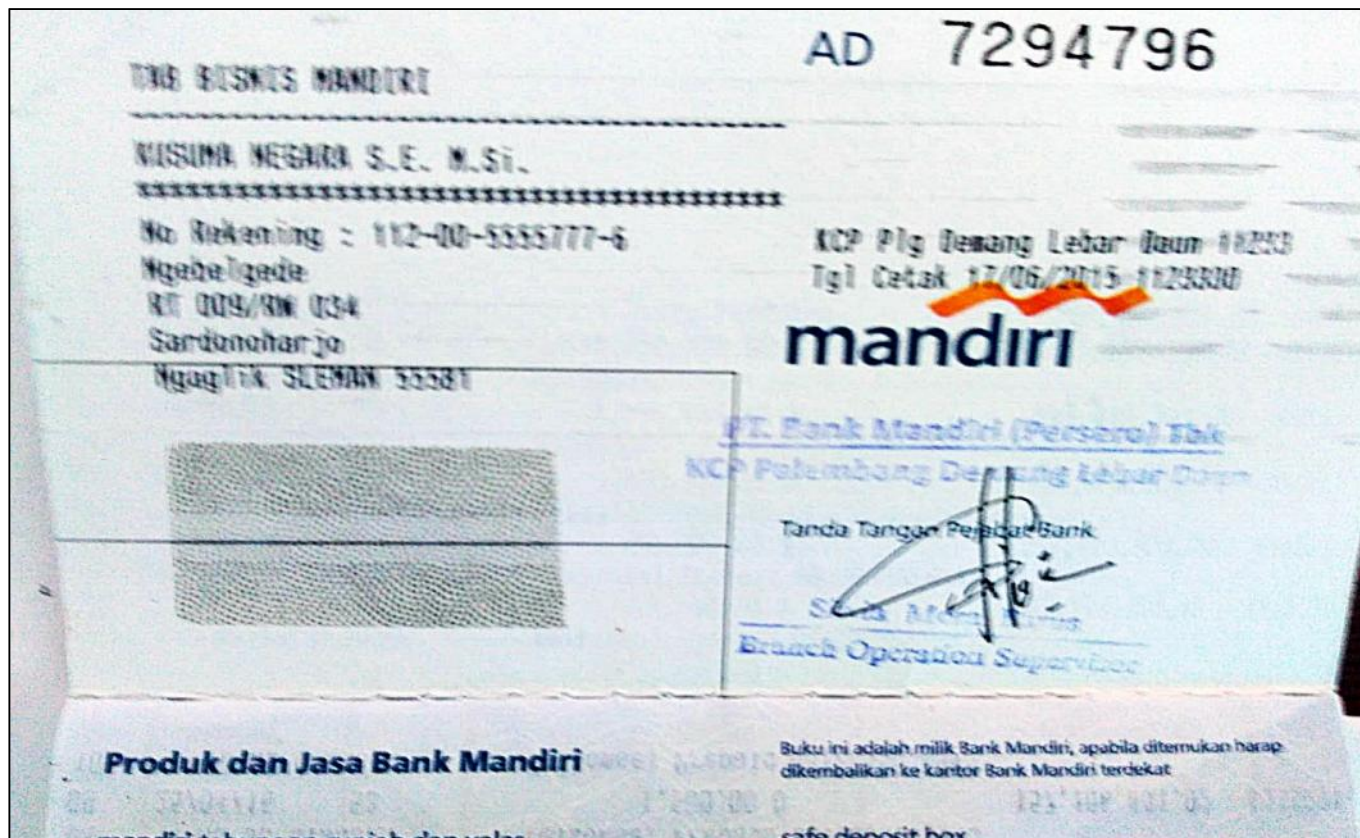 AD 7294796
TAB BISNIS MANDIRI
KUSUMA NEGARA S.E. M.Si.
No Rekening : 112-00-5555777-6
Ngebelgede
RT 009/RW 034
Sardonoharjo
Ngaglik SLEMAN 55581
KCP Plg Demang Lebar Daun 11253
Tgl Cetak 17/06/2015
mandiri
PT. Bank Mandiri (Persero) Tbk
KCP Palembang Demang Lebar Daun
Tanda Tangan Pejabat Bank
Branch Operation Supervisor
Produk dan Jasa Bank Mandiri
Buku ini adalah milik Bank Mandiri, apabila ditemukan harap
dikembalikan ke kantor Bank Mandiri terdekat
safe deposit box